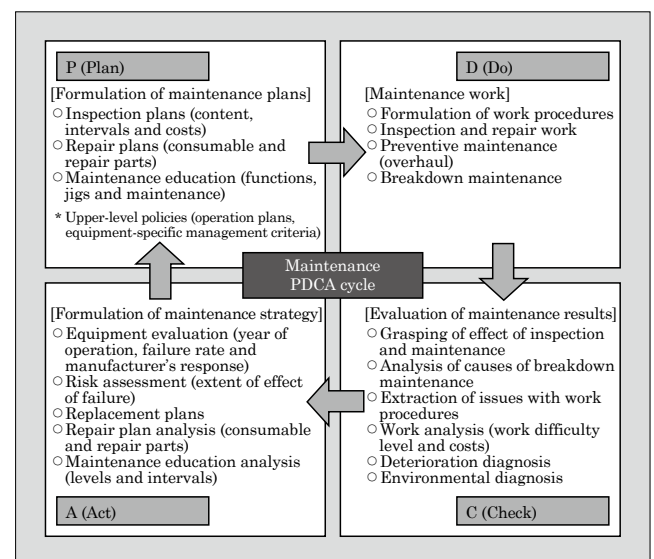 P (Plan)
[Formulation of maintenance plans]
○ Inspection plans (content,
intervals and costs)
○ Repair plans (consumable and
repair parts)
○ Maintenance education (functions,
jigs and maintenance)
* Upper-level policies (operation plans,
equipment-specific management criteria)
D (Do)
[Maintenance work]
○ Formulation of work procedures
○ Inspection and repair work
○ Preventive maintenance
(overhaul)
○ Breakdown maintenance
Maintenance
PDCA cycle
[Formulation of maintenance strategy]
○ Equipment evaluation (year of
operation, failure rate and
manufacturer's response)
○ Risk assessment (extent of effect
of failure)
○ Replacement plans
○ Repair plan analysis (consumable
and repair parts)
○ Maintenance education analysis
(levels and intervals)
A (Act)
[Evaluation of maintenance results]
○ Grasping of effect of inspection
and maintenance
○ Analysis of causes of breakdown
maintenance
○ Extraction of issues with work
procedures
○ Work analysis (work difficulty
level and costs)
○ Deterioration diagnosis
○ Environmental diagnosis
C (Check)